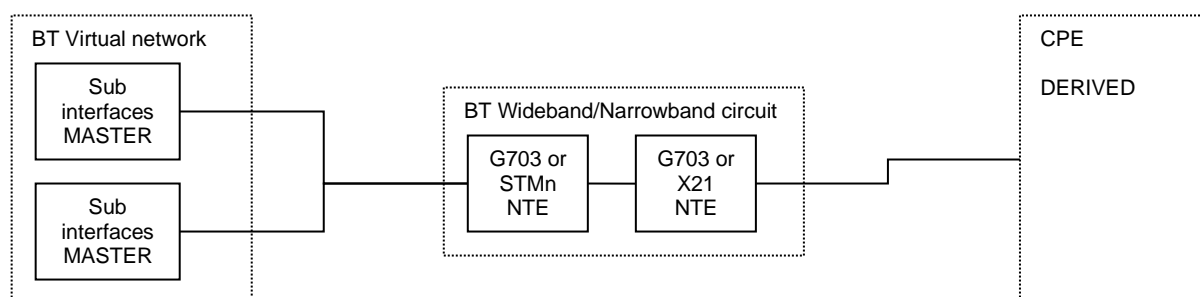 BT Virtual network
Sub
interfaces
MASTER
Sub
interfaces
MASTER
BT Wideband/Narrowband circuit
G703 or
STMn
NTE
G703 or
X21
NTE
CPE
DERIVED